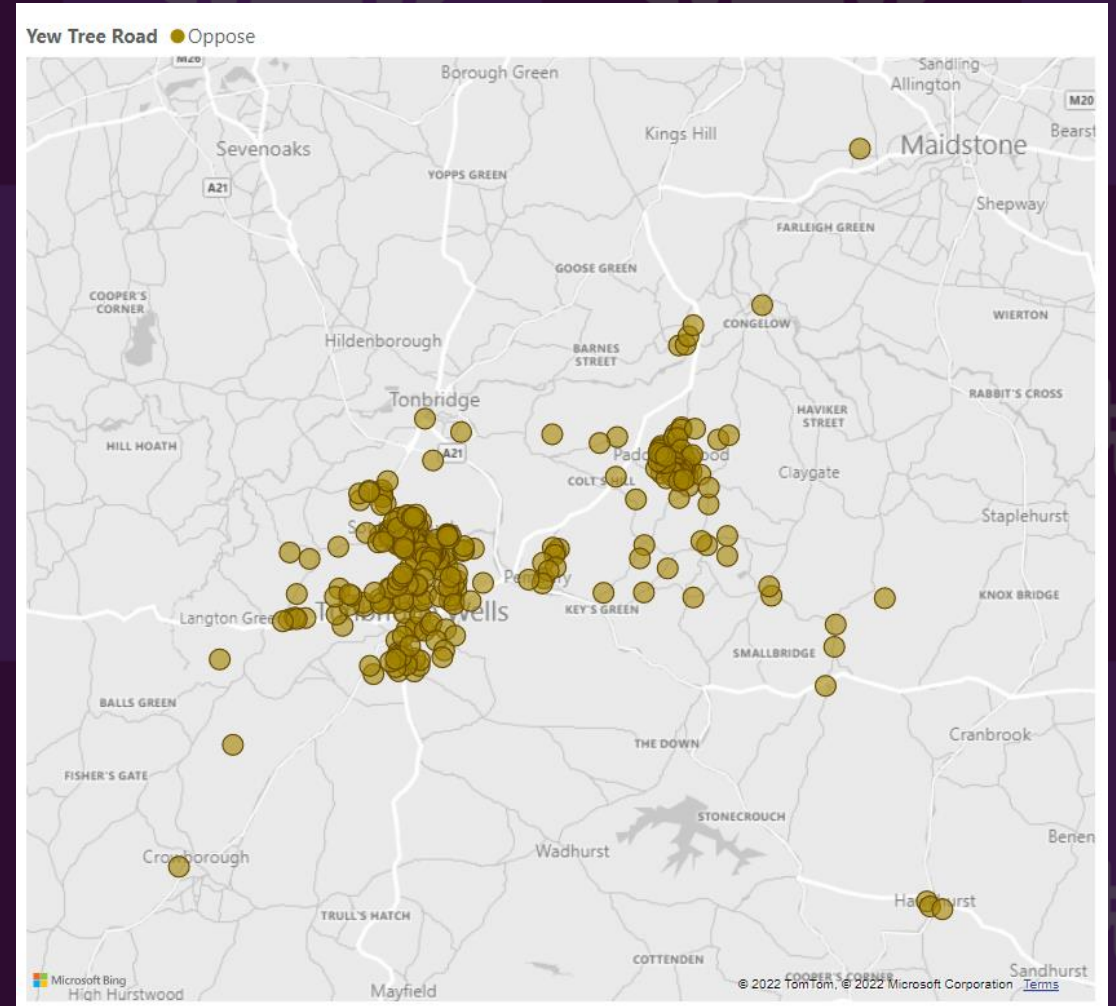 Yew Tree Road Oppose
M26
Borough Green
Sandling
Allington
M20
Kings Hill
Bearst
Maidstone
Sevenoaks
YOPPS GREEN
A21
Shepway
FARLEIGH GREEN
GOOSE GREEN
COOPER'S
CORNER
WIERTON
CONGELOW
Hildenborough
BARNES
STREET
RABBIT'S CROSS
Tonbridge
HAVIKER
STREET
HILL HOATH
A21
Claygate
COLT'S HILL
Staplehurst
KNOX BRIDGE
KEY'S GREEN
Langton Gree
SMALLBRIDGE
BALLS GREEN
Cranbrook
THE DOWN
FISHER'S GATE
STONECROUCH
Benen
Wadhurst
Crowborough
TRULL'S HATCH
COTTENDEN
Sandhurst
COOPER'S CORNER
Microsoft Bing
© 2022 TomTom, © 2022 Microsoft Corporation Terms
High Hurstwood
Mayfield